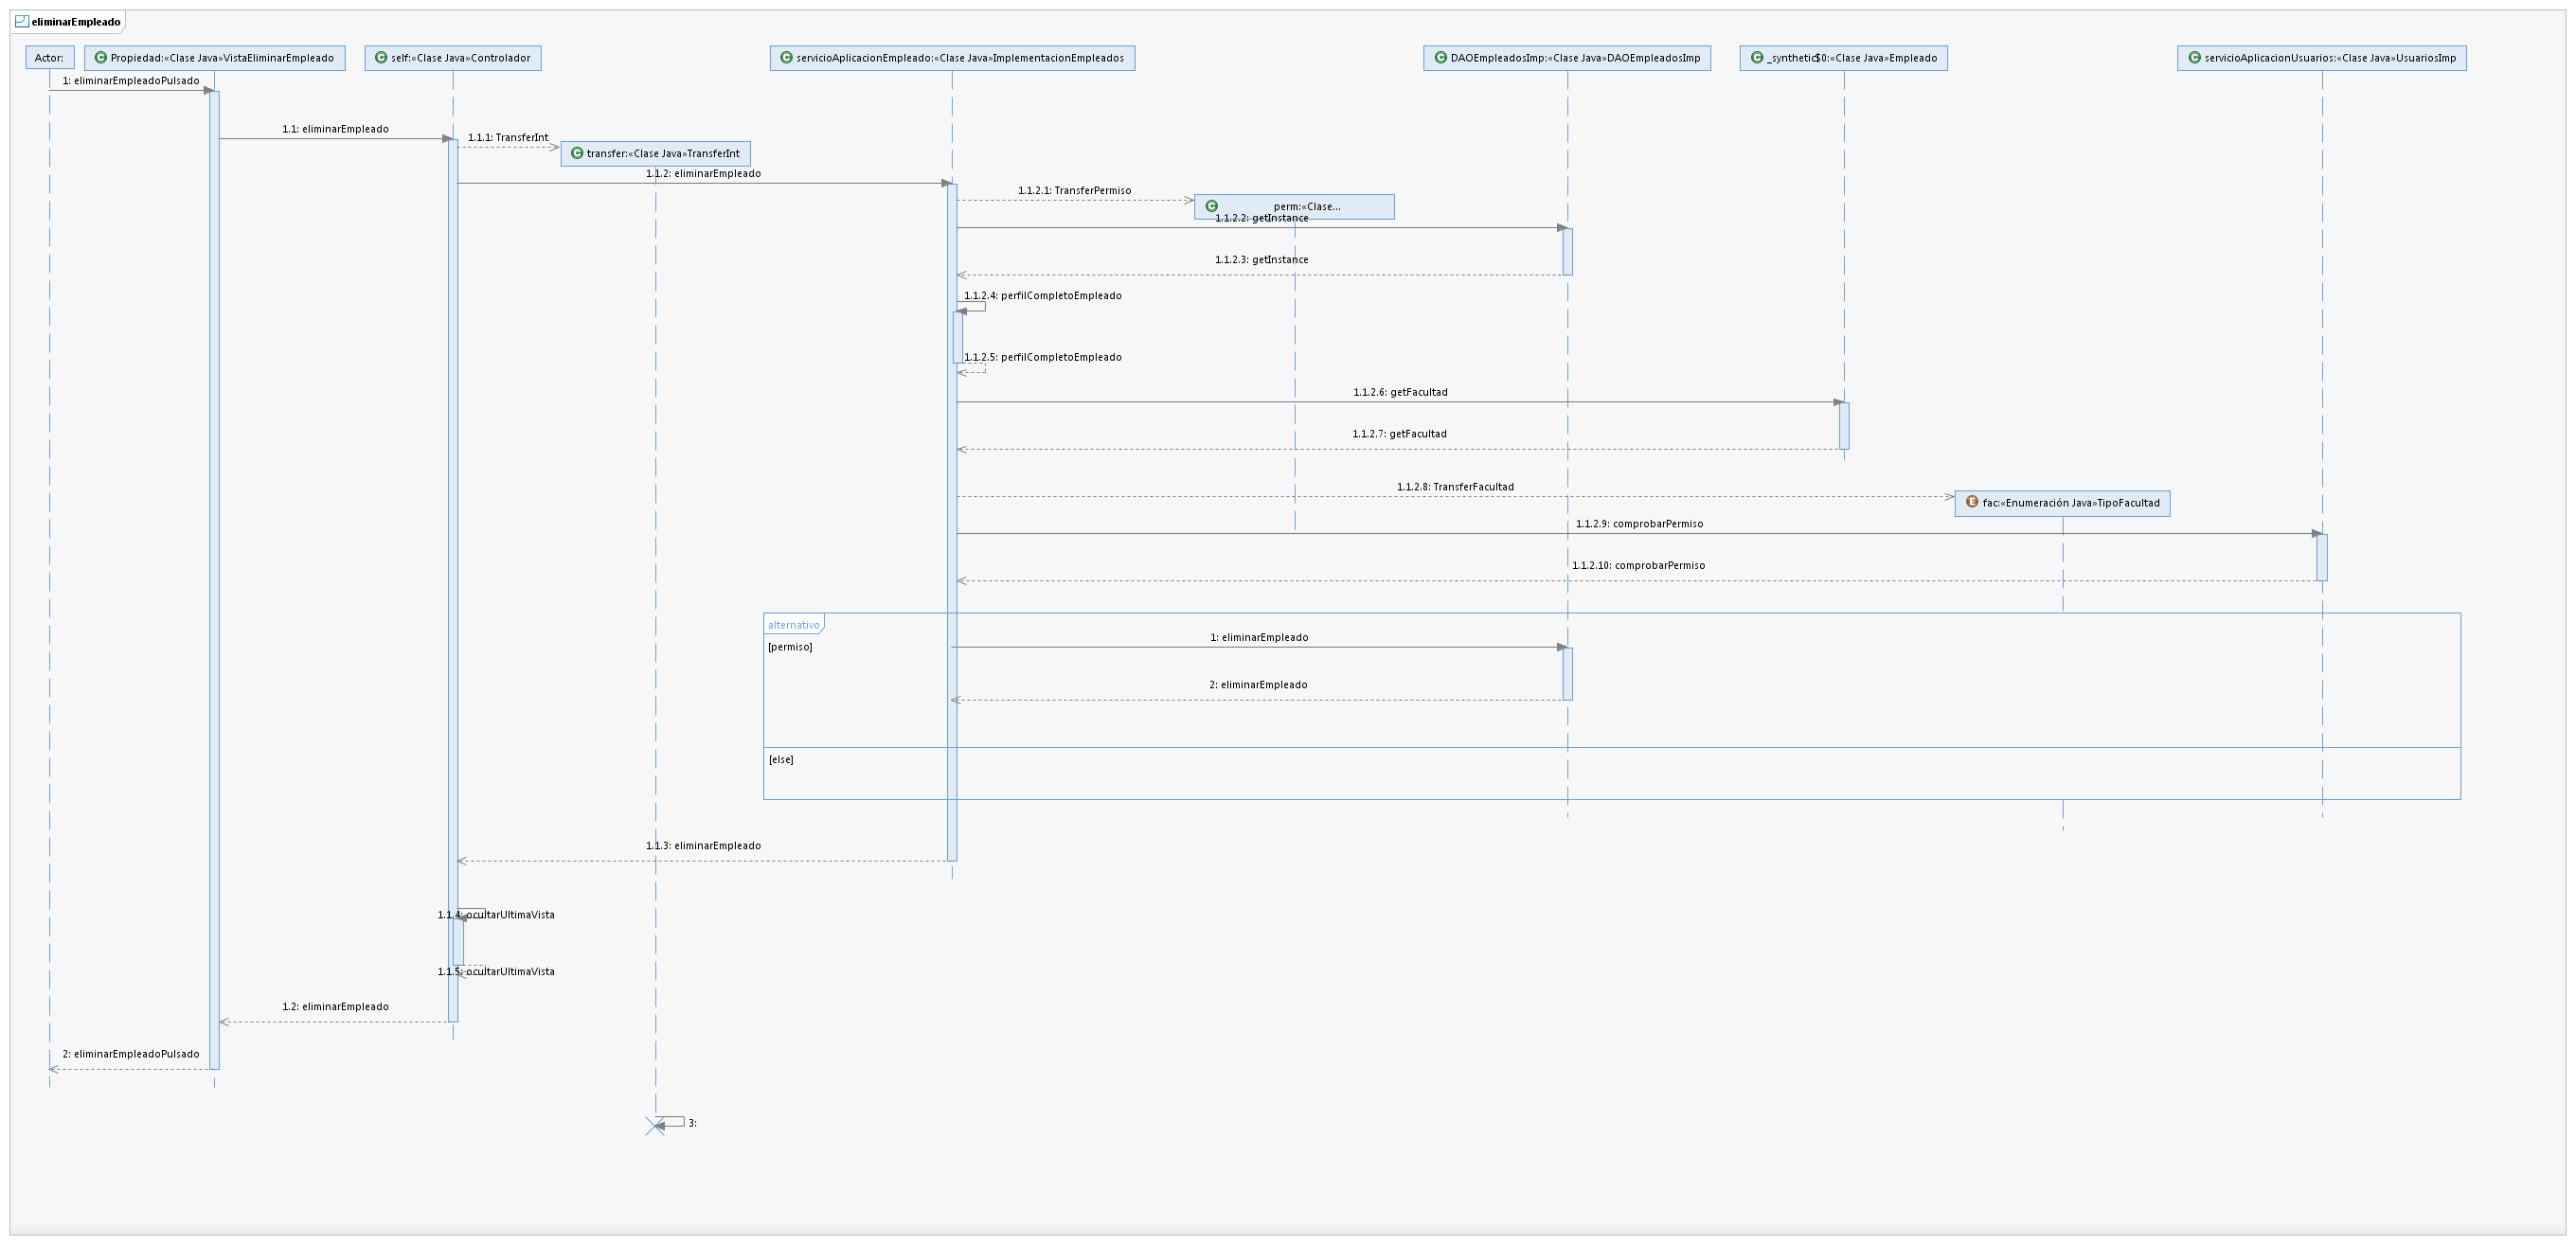 eliminarEmpleado
Actor:
Propiedad:«Clase Java»VistaEliminarEmpleado
self:«Clase Java»Controlador
servicioAplicacionEmpleado:«Clase Java»ImplementacionEmpleados
DAOEmpleadosImp:«Clase Java»DAOEmpleadosImp
_synthetic$0:«Clase Java»Empleado
servicioAplicacionUsuarios:«Clase Java»UsuariosImp
1: eliminarEmpleadoPulsado
1.1: eliminarEmpleado
1.1.1: TransferInt
transfer:«Clase Java»TransferInt
1.1.2: eliminarEmpleado
1.1.2.1: TransferPermiso
perm:«Clase...
1.1.2.2: getInstance
1.1.2.3: getInstance
1.1.2.4: perfilCompletoEmpleado
1.1.2.5: perfilCompletoEmpleado
1.1.2.6: getFacultad
1.1.2.7: getFacultad
1.1.2.8: TransferFacultad
fac:«Enumeración Java»TipoFacultad
1.1.2.9: comprobarPermiso
1.1.2.10: comprobarPermiso
alternativo
1: eliminarEmpleado
[permiso]
2: eliminarEmpleado
[else]
1.1.3: eliminarEmpleado
1.1.4: ocultarUltimaVista
1.1.5: ocultarUltimaVista
1.2: eliminarEmpleado
2: eliminarEmpleadoPulsado
3: